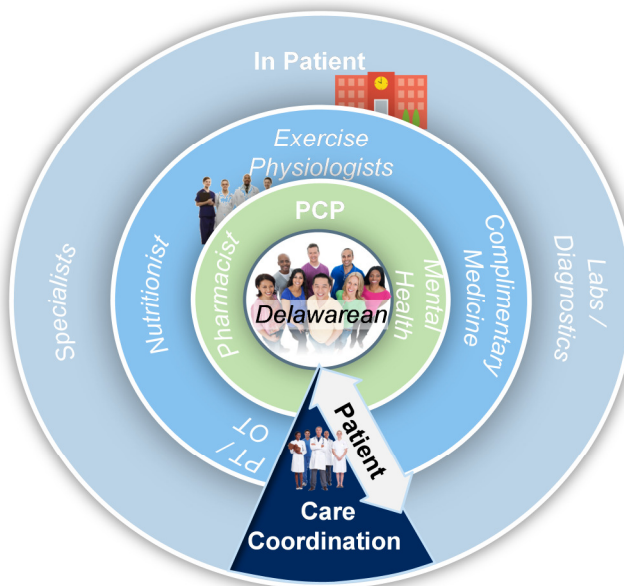 In Patient
Exercise
Physiologists
PCP
Specialists
Nutritionist
Pharmacist
Delawarean
Mental
Health
Complimentary
Medicine
Labs /
Diagnostics
PT/
OT
Patient
Care
Coordination